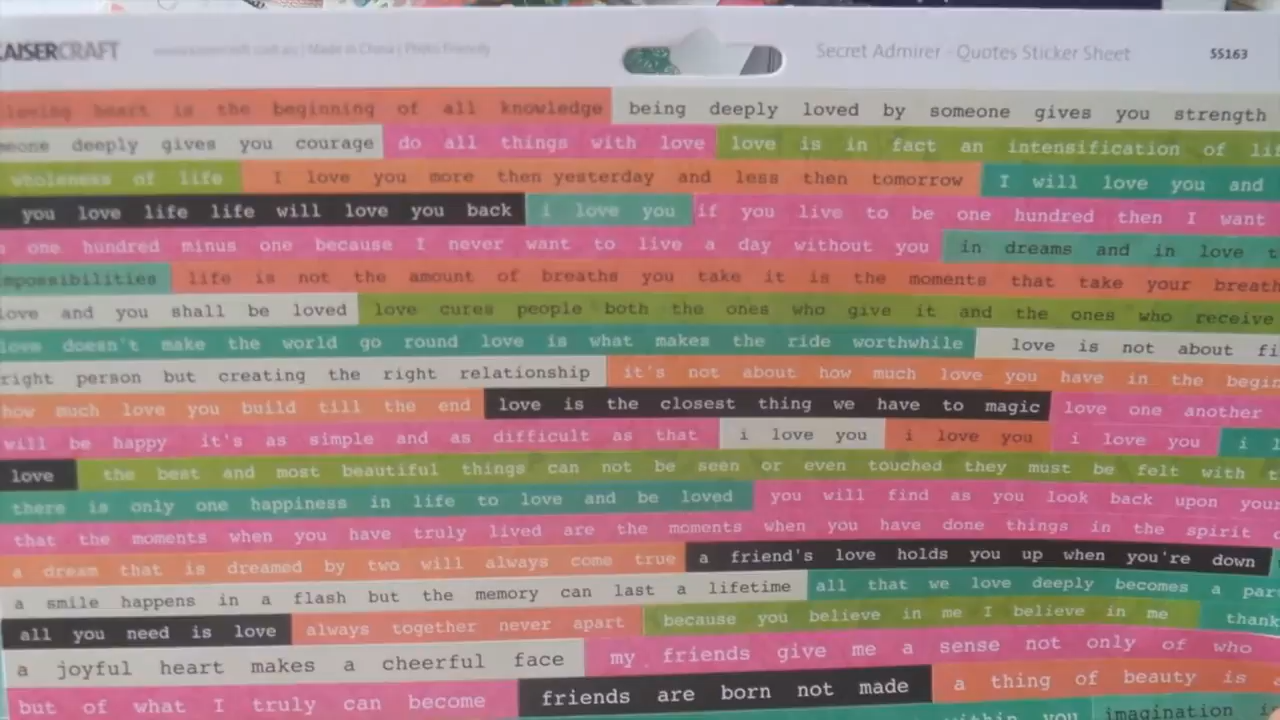 KAISERCRAFT | Made in China | Photo Friendly Secret Admirer - Quotes Sticker Sheet SS163
loving heart is the beginning of all knowledge being deeply loved by someone gives you strength
deeply gives you courage do all things with love love is in fact an intensification of
wholeness of life I love you more then yesterday and less then tomorrow I will love you and
you love life life will love you back i love you if you live to be one hundred then I want
one hundred minus one because I never want to live a day without you in dreams and in love
impossibilities life is not the amount of breaths you take it is the moments that take your breath
love and you shall be loved love cures people both the ones who give it and the ones who receive
love doesn't make the world go round love is what makes the ride worthwhile love is not about
right person but creating the right relationship it's not about how much love you have in the
how much love you build till the end love is the closest thing we have to magic love one another
will be happy it's as simple and as difficult as that i love you i love you i love you i
love the best and most beautiful things can not be seen or even touched they must be felt with
there is only one happiness in life to love and be loved you will find as you look back upon your
that the moments when you have truly lived are the moments when you have done things in the spirit
a dream that is dreamed by two will always come true a friend's love holds you up when you're down
a smile happens in a flash but the memory can last a lifetime all that we love deeply becomes a
all you need is love always together never apart because you believe in me I believe in me thank
a joyful heart makes a cheerful face my friends give me a sense not only of who
but of what I truly can become friends are born not made a thing of beauty is
within you imagination